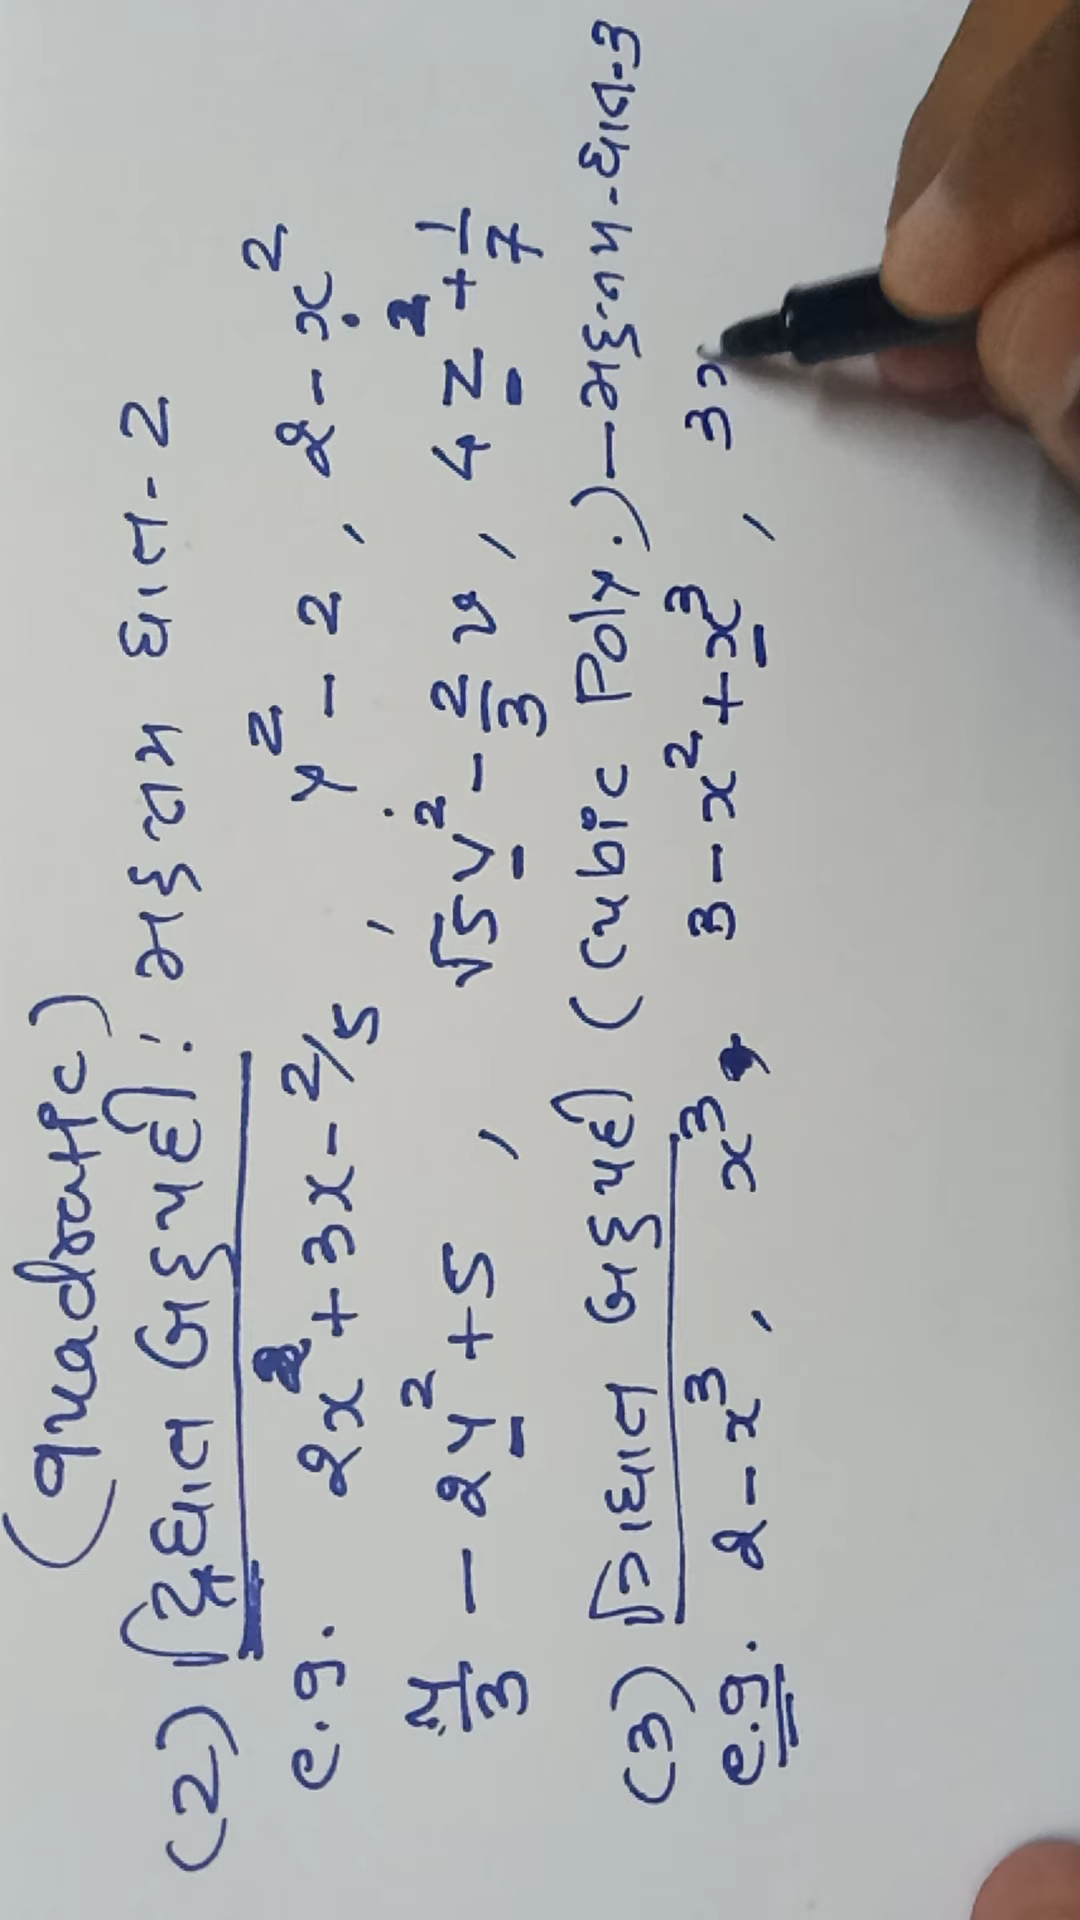 (quadratic)
(2) દ્વિઘાત બહુપદી: મહત્તમ ઘાત-2
e.g. 2x² + 3x - 2/5 , y² - 2 , 2 - x²
y/3 - 2y² + 5 , √5v² - 2/3 v , 4z² + 1/7
(3) ત્રિઘાત બહુપદી (Cubic Poly.) - મહત્તમ-ઘાત-3
e.g. 2 - x³ , x³, 3 - x² + x³ , 3x